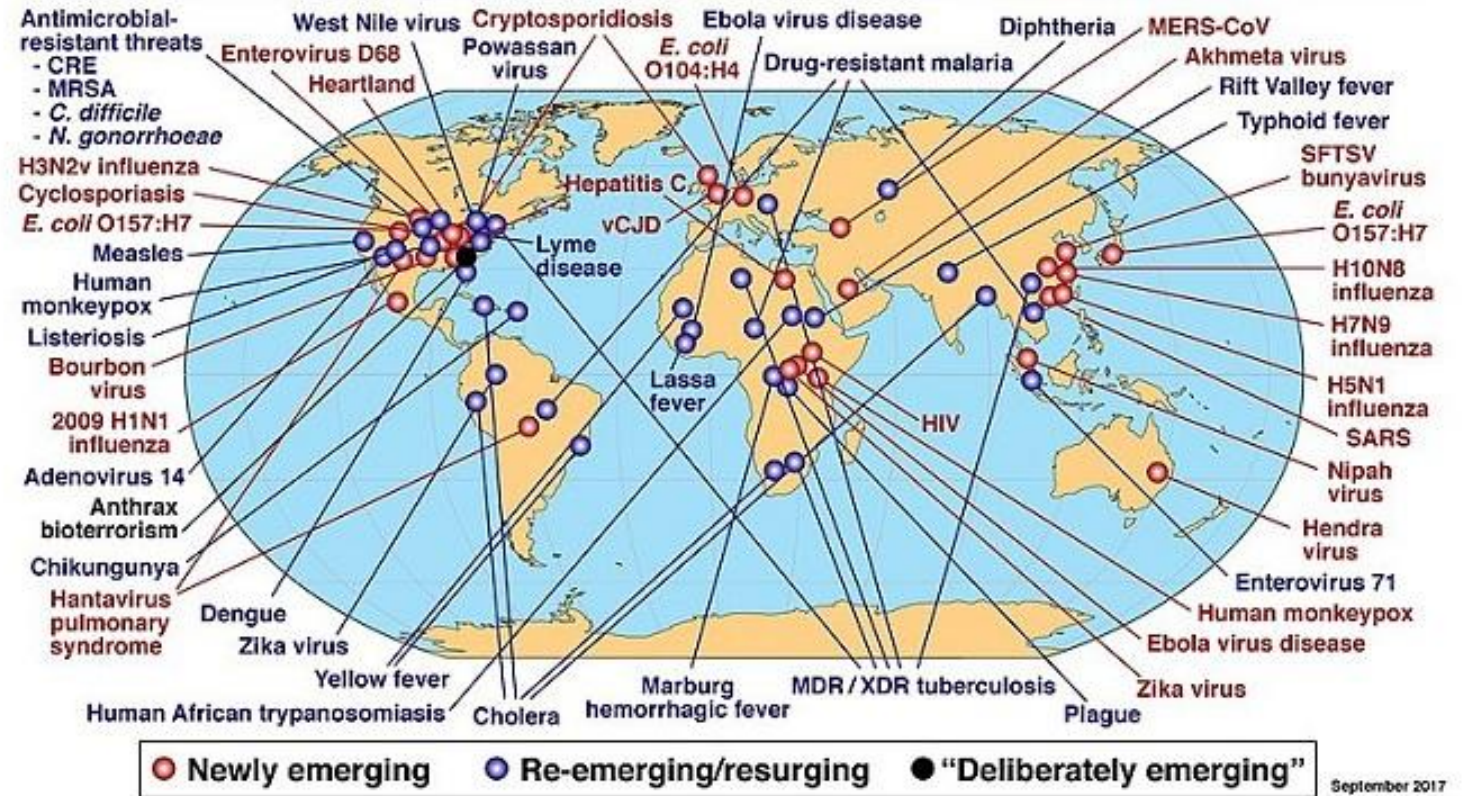 Antimicrobial-
resistant threats
- CRE
- MRSA
- C. difficile
- N. gonorrhoeae
West Nile virus
Cryptosporidiosis
Ebola virus disease
Diphtheria
MERS-CoV
Enterovirus D68
Powassan
virus
E. coli
O104:H4
Drug-resistant malaria
Akhmeta virus
Heartland
Rift Valley fever
Typhoid fever
H3N2v influenza
Cyclosporiasis
E. coli O157:H7
Measles
Human
monkeypox
Listeriosis
Bourbon
virus
2009 H1N1
influenza
Adenovirus 14
Anthrax
bioterrorism
Chikungunya
Hantavirus
pulmonary
syndrome
Dengue
Zika virus
Yellow fever
Human African trypanosomiasis
Cholera
Hepatitis C
vCJD
Lyme
disease
Lassa
fever
HIV
Marburg
hemorrhagic fever
MDR / XDR tuberculosis
Plague
SFTSV
bunyavirus
E. coli
O157:H7
H10N8
influenza
H7N9
influenza
H5N1
influenza
SARS
Nipah
virus
Hendra
virus
Enterovirus 71
Human monkeypox
Ebola virus disease
Zika virus
Newly emerging
Re-emerging/resurging
“Deliberately emerging”
September 2017